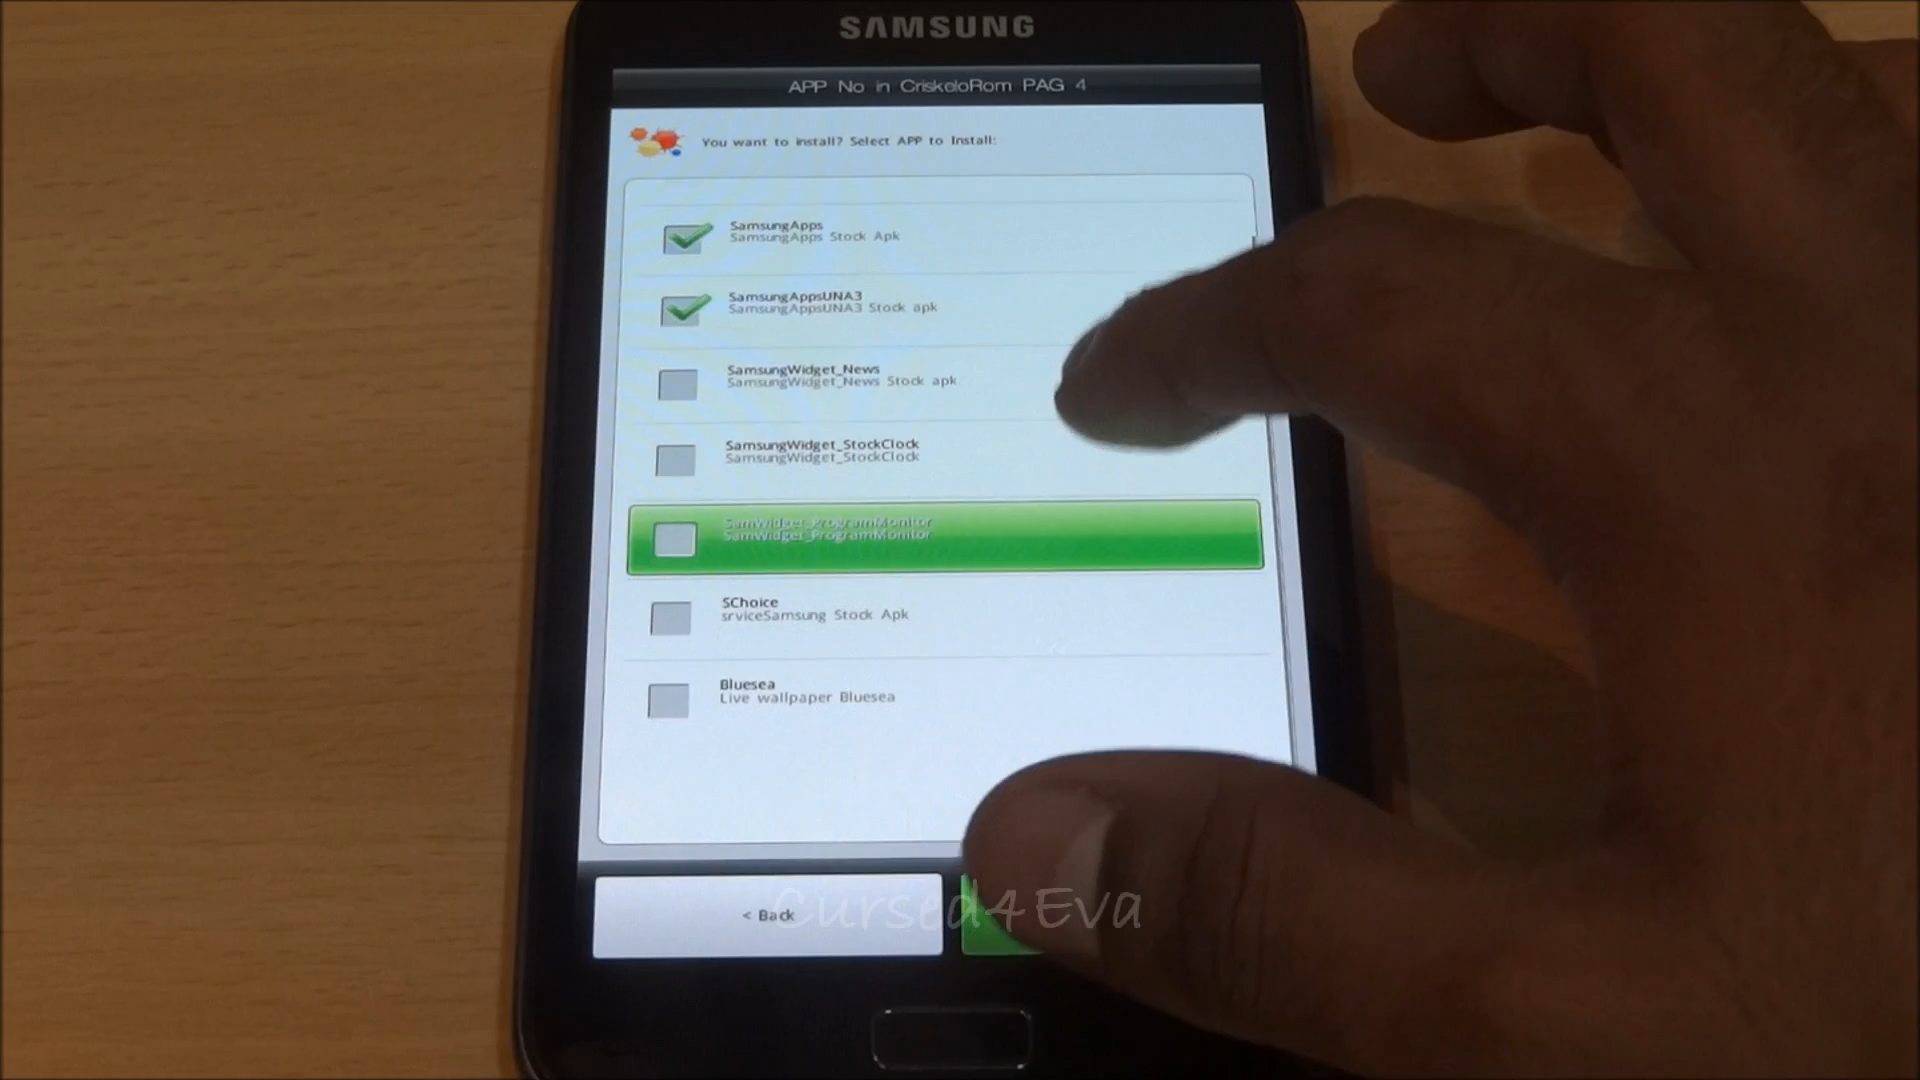 SAMSUNG
APP No in CriskeloRom PAG 4
You want to install? Select APP to Install:
SamsungApps
SamsungApps Stock Apk
SamsungAppsUNA3
SamsungAppsUNA3 Stock apk
SamsungWidget_News
SamsungWidget_News Stock apk
SamsungWidget_StockClock
SamsungWidget_StockClock
SamWidget_ProgramMonitor
SamWidget_ProgramMonitor
SChoice
srviceSamsung Stock Apk
Bluesea
Live wallpaper Bluesea
< Back
Cursed4Eva